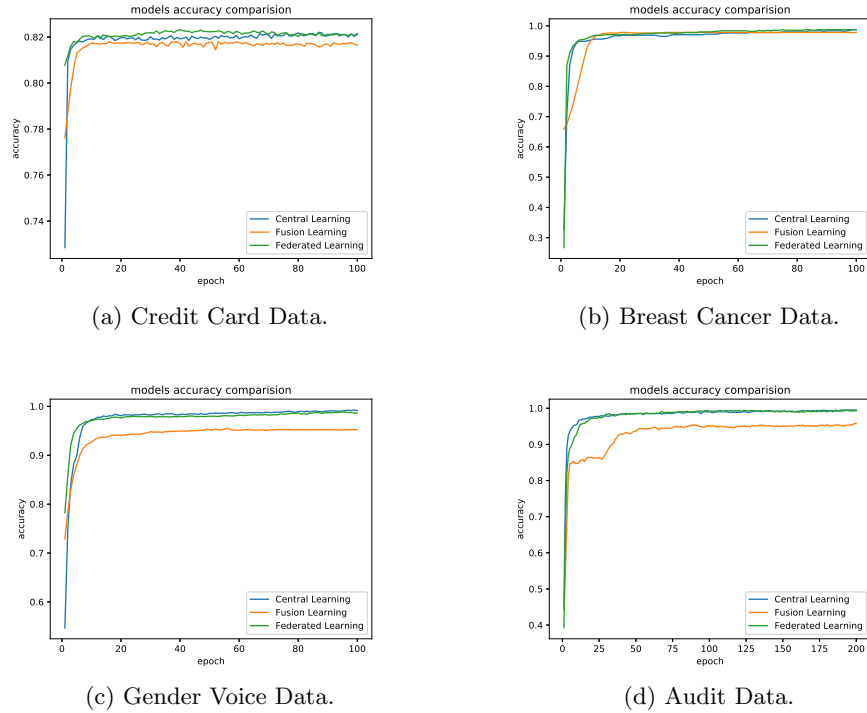 models accuracy comparision
0.82
0.80
0.78
0.76
0.74
accuracy
0 20 40 60 80 100
epoch
Central Learning
Fusion Learning
Federated Learning
(a) Credit Card Data.
models accuracy comparision
1.0
0.9
0.8
0.7
0.6
0.5
0.4
0.3
accuracy
0 20 40 60 80 100
epoch
Central Learning
Fusion Learning
Federated Learning
(b) Breast Cancer Data.
models accuracy comparision
1.0
0.9
0.8
0.7
0.6
accuracy
0 20 40 60 80 100
epoch
Central Learning
Fusion Learning
Federated Learning
(c) Gender Voice Data.
models accuracy comparision
1.0
0.9
0.8
0.7
0.6
0.5
0.4
accuracy
0 25 50 75 100 125 150 175 200
epoch
Central Learning
Fusion Learning
Federated Learning
(d) Audit Data.